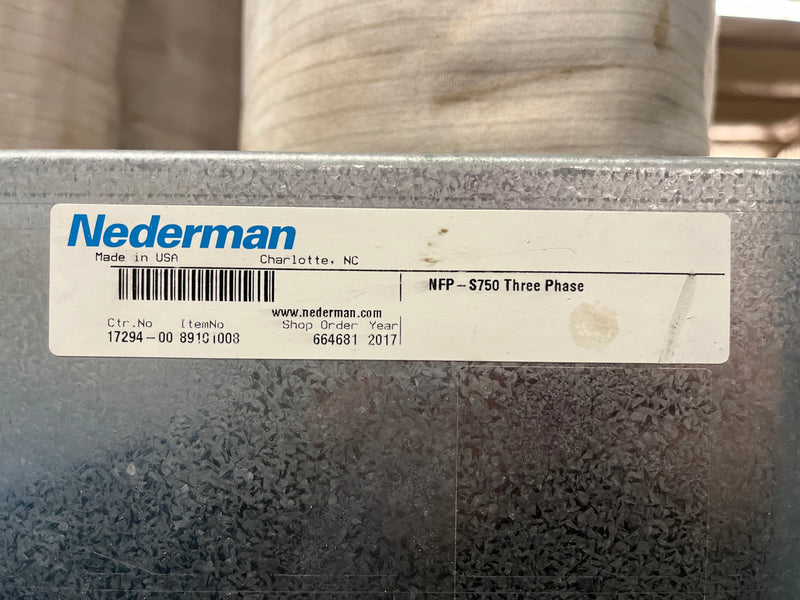 Nederman
Made in USA Charlotte, NC
NFP-S750 Three Phase
www.nederman.com
Ctr.No ItemNo Shop Order Year
17294-00 89101008 664681 2017